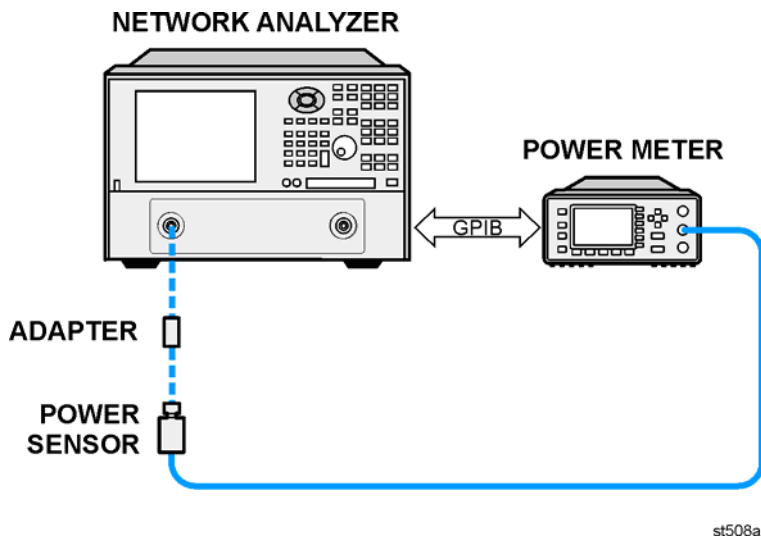 NETWORK ANALYZER
POWER METER
GPIB
ADAPTER
POWER
SENSOR
st508a